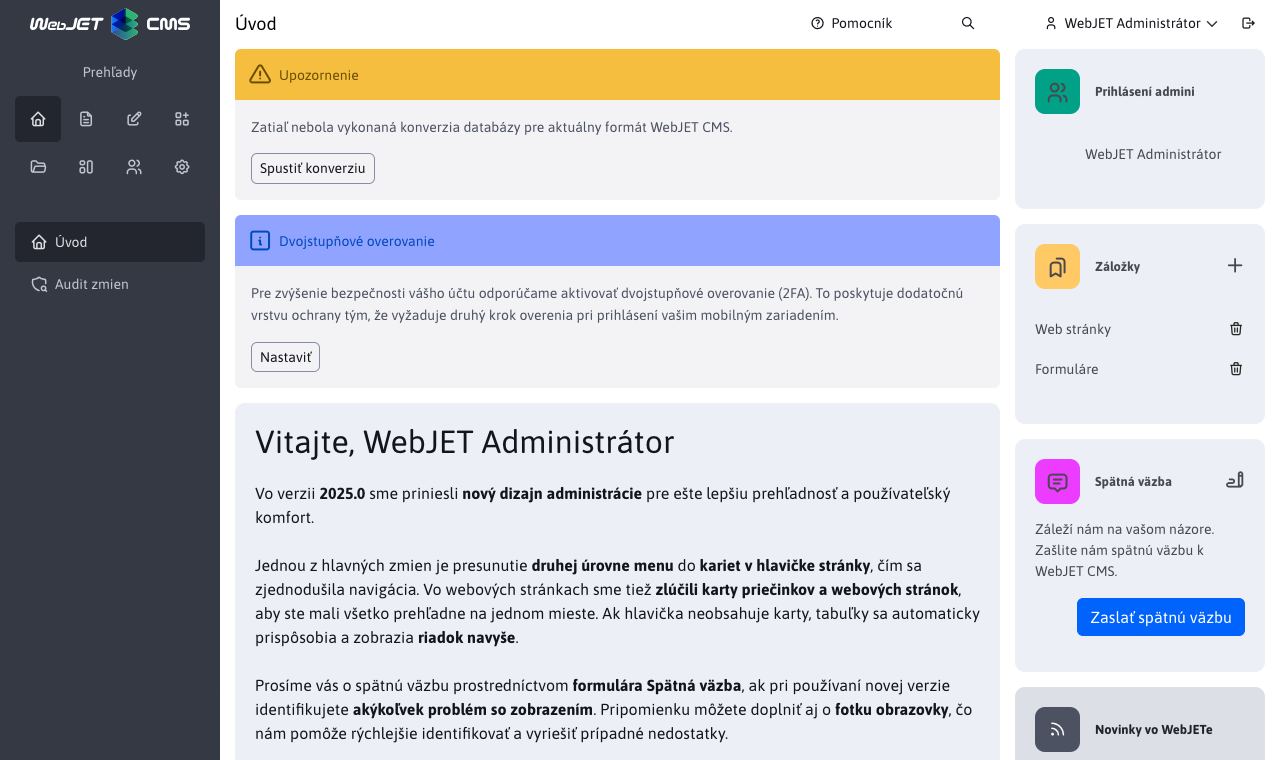 WebJET CMS
Prehľady
Úvod
Audit zmien
Úvod
Pomocník
WebJET Administrátor
Upozornenie
Zatiaľ nebola vykonaná konverzia databázy pre aktuálny formát WebJET CMS.
Spustiť konverziu
Dvojstupňové overovanie
Pre zvýšenie bezpečnosti vášho účtu odporúčame aktivovať dvojstupňové overovanie (2FA). To poskytuje dodatočnú
vrstvu ochrany tým, že vyžaduje druhý krok overenia pri prihlásení vašim mobilným zariadením.
Nastaviť
Vitajte, WebJET Administrátor
Vo verzii 2025.0 sme priniesli nový dizajn administrácie pre ešte lepšiu prehľadnosť a používateľský
komfort.
Jednou z hlavných zmien je presunutie druhej úrovne menu do kariet v hlavičke stránky, čím sa
zjednodušila navigácia. Vo webových stránkach sme tiež zlúčili karty priečinkov a webových stránok,
aby ste mali všetko prehľadne na jednom mieste. Ak hlavička neobsahuje karty, tabuľky sa automaticky
prispôsobia a zobrazia riadok navyše.
Prosíme vás o spätnú väzbu prostredníctvom formulára Spätná väzba, ak pri používaní novej verzie
identifikujete akýkoľvek problém so zobrazením. Pripomienku môžete doplniť aj o fotku obrazovky, čo
nám pomôže rýchlejšie identifikovať a vyriešiť prípadné nedostatky.
Prihlásení admini
WebJET Administrátor
Záložky
Web stránky
Formuláre
Spätná väzba
Záleží nám na vašom názore.
Zašlite nám spätnú väzbu k
WebJET CMS.
Zaslať spätnú väzbu
Novinky vo WebJETe